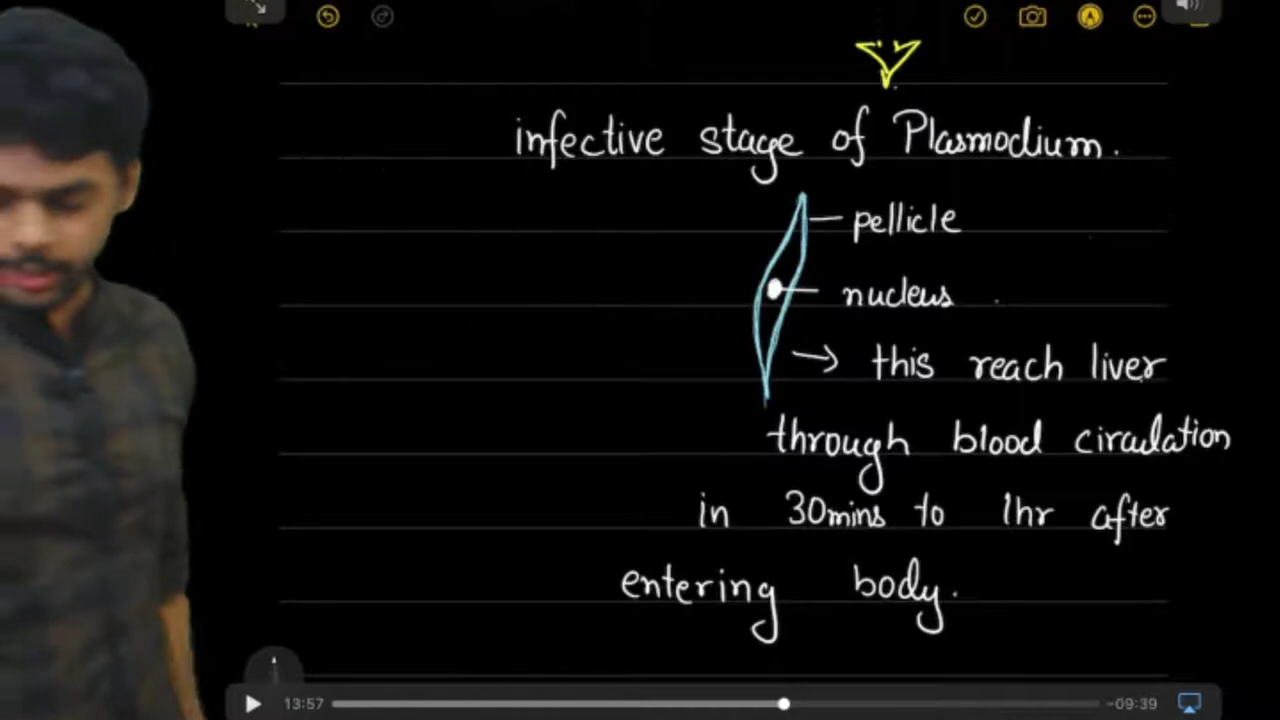 infective stage of Plasmodium.
pellicle
nucleus
this reach liver
through blood circulation
in 30mins to 1hr after
entering body.
13:57
-09:39